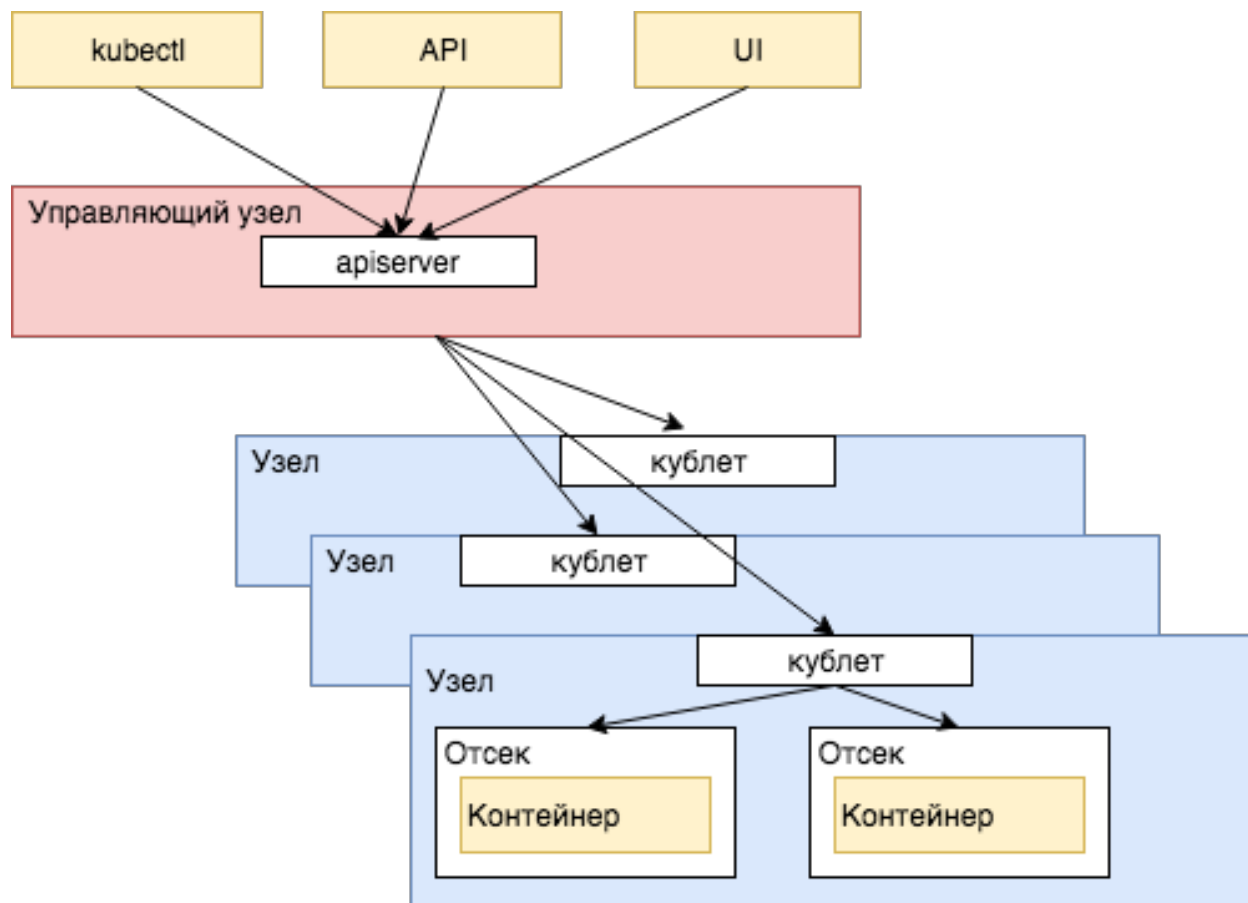 kubectl
API
UI
Управляющий узел
apiserver
Узел
кублет
Узел
кублет
кублет
Узел
Отсек
Отсек
Контейнер
Контейнер